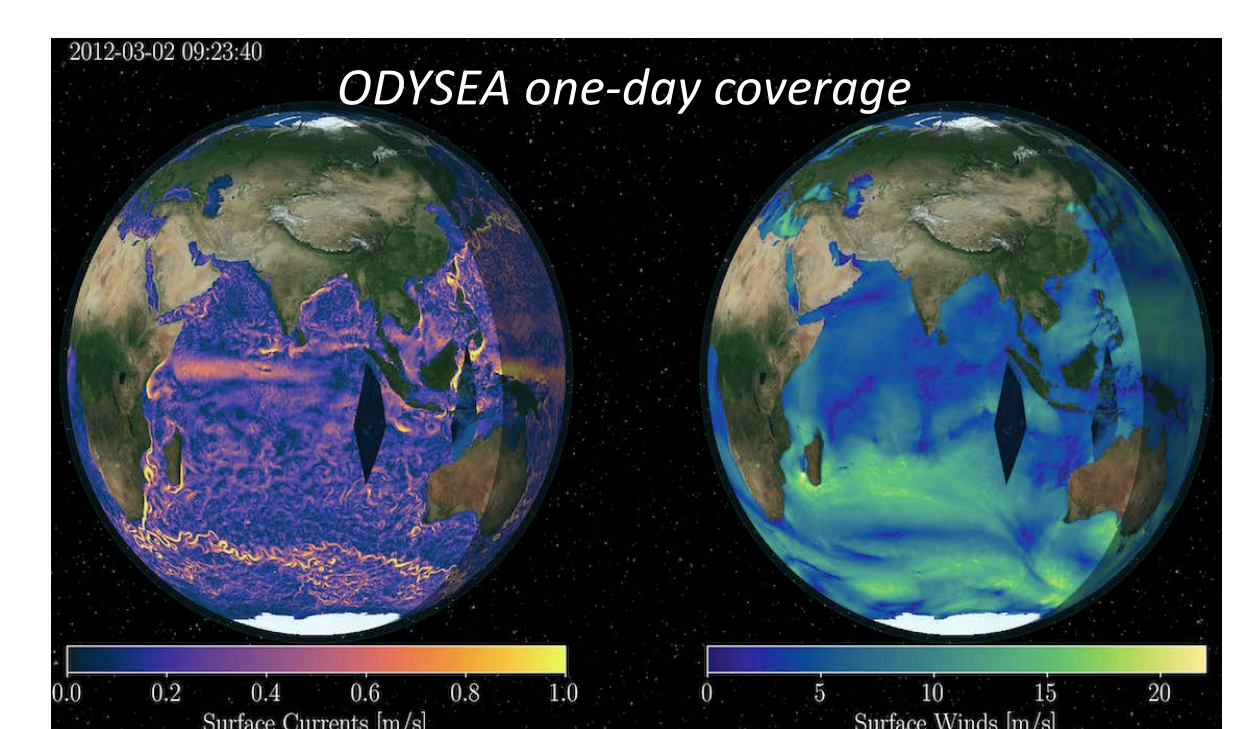 2012-03-02 09:23:40
ODYSEA one-day coverage
0.0 0.2 0.4 0.6 0.8 1.0
Surface Currents [m/s]
0 5 10 15 20
Surface Winds [m/s]